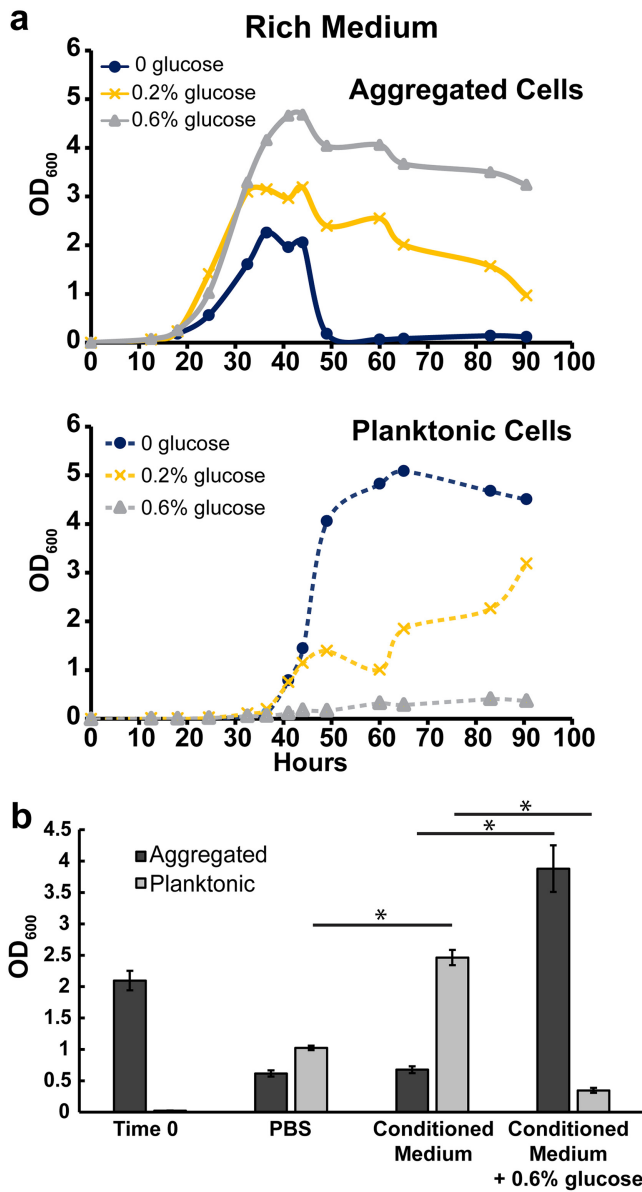 a
Rich Medium
6
5
4
3
2
1
0
OD600
0 glucose
0.2% glucose
0.6% glucose
Aggregated Cells
0 10 20 30 40 50 60 70 80 90 100
6
5
4
3
2
1
0
OD600
0 glucose
0.2% glucose
0.6% glucose
Planktonic Cells
0 10 20 30 40 50 60 70 80 90 100
Hours
b
4.5
4
3.5
3
2.5
2
1.5
1
0.5
0
OD600
Aggregated
Planktonic
*
*
*
Time 0
PBS
Conditioned
Medium
Conditioned
Medium
+ 0.6% glucose